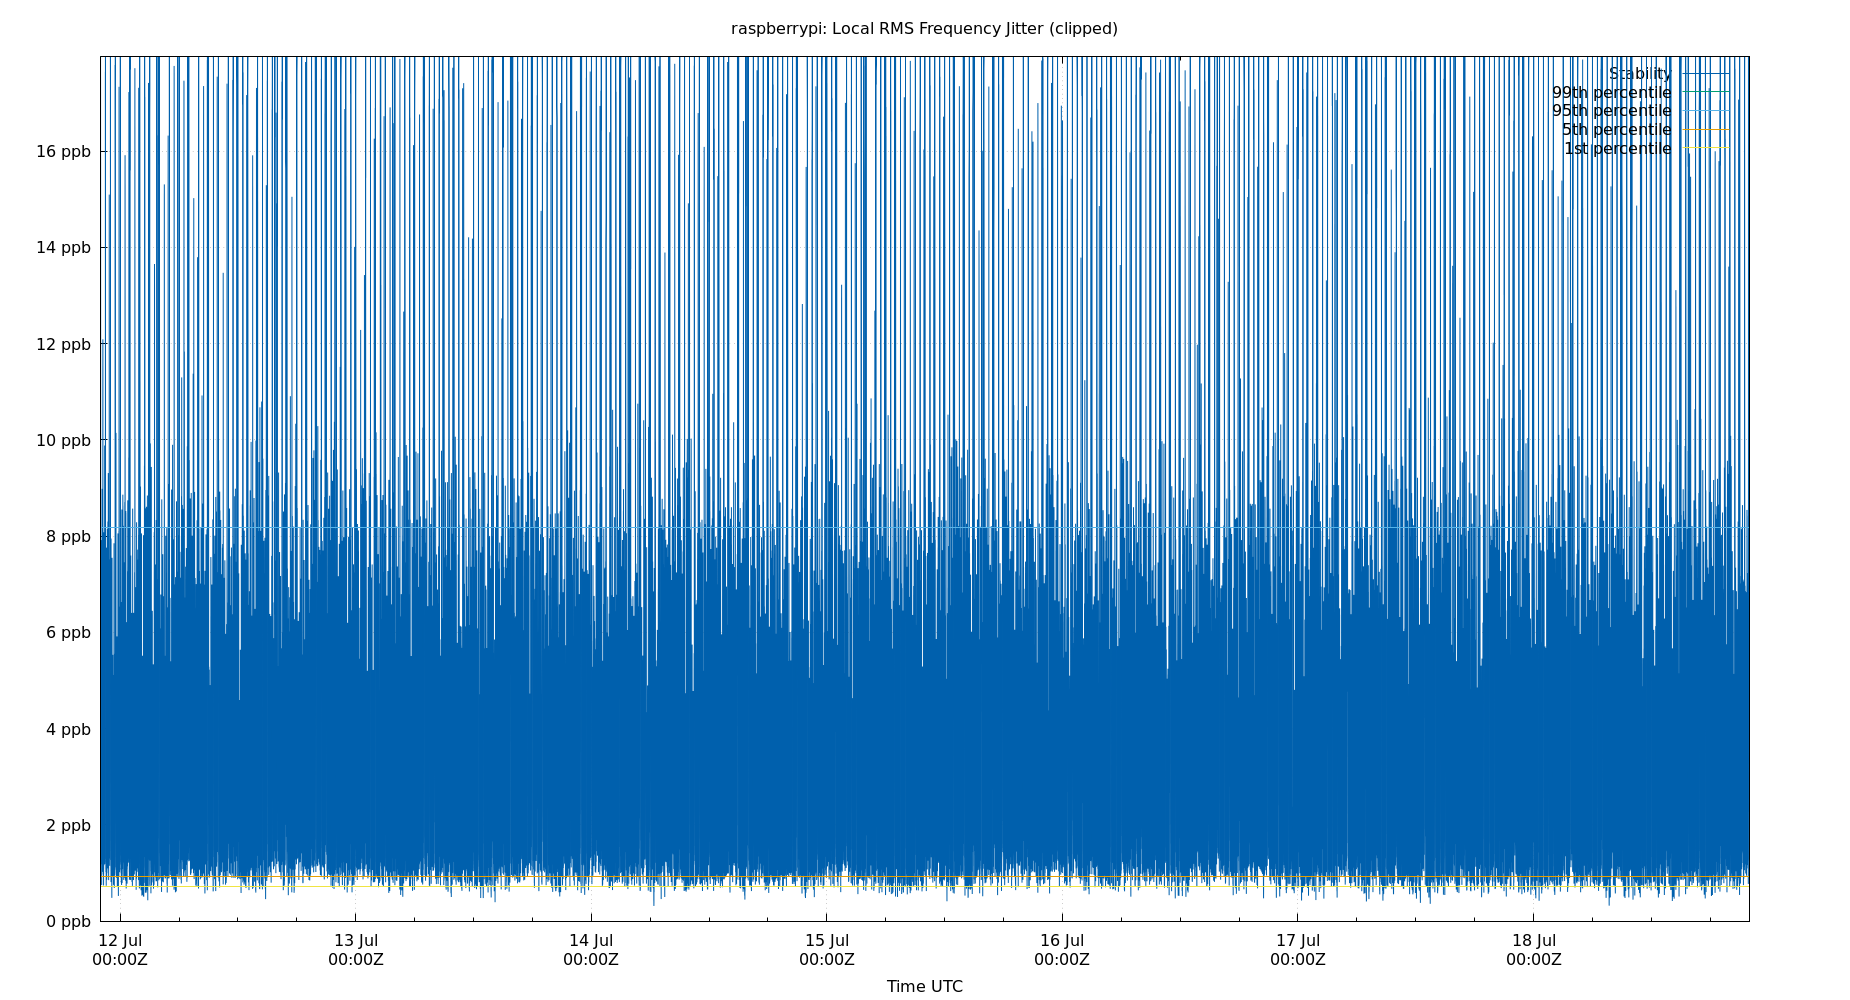 raspberrypi: Local RMS Frequency Jitter (clipped)
Stability
99th percentile
95th percentile
5th percentile
1st percentile
16 ppb
14 ppb
12 ppb
10 ppb
8 ppb
6 ppb
4 ppb
2 ppb
0 ppb
12 Jul 13 Jul 14 Jul 15 Jul 16 Jul 17 Jul 18 Jul
00:00Z 00:00Z 00:00Z 00:00Z 00:00Z 00:00Z 00:00Z
Time UTC